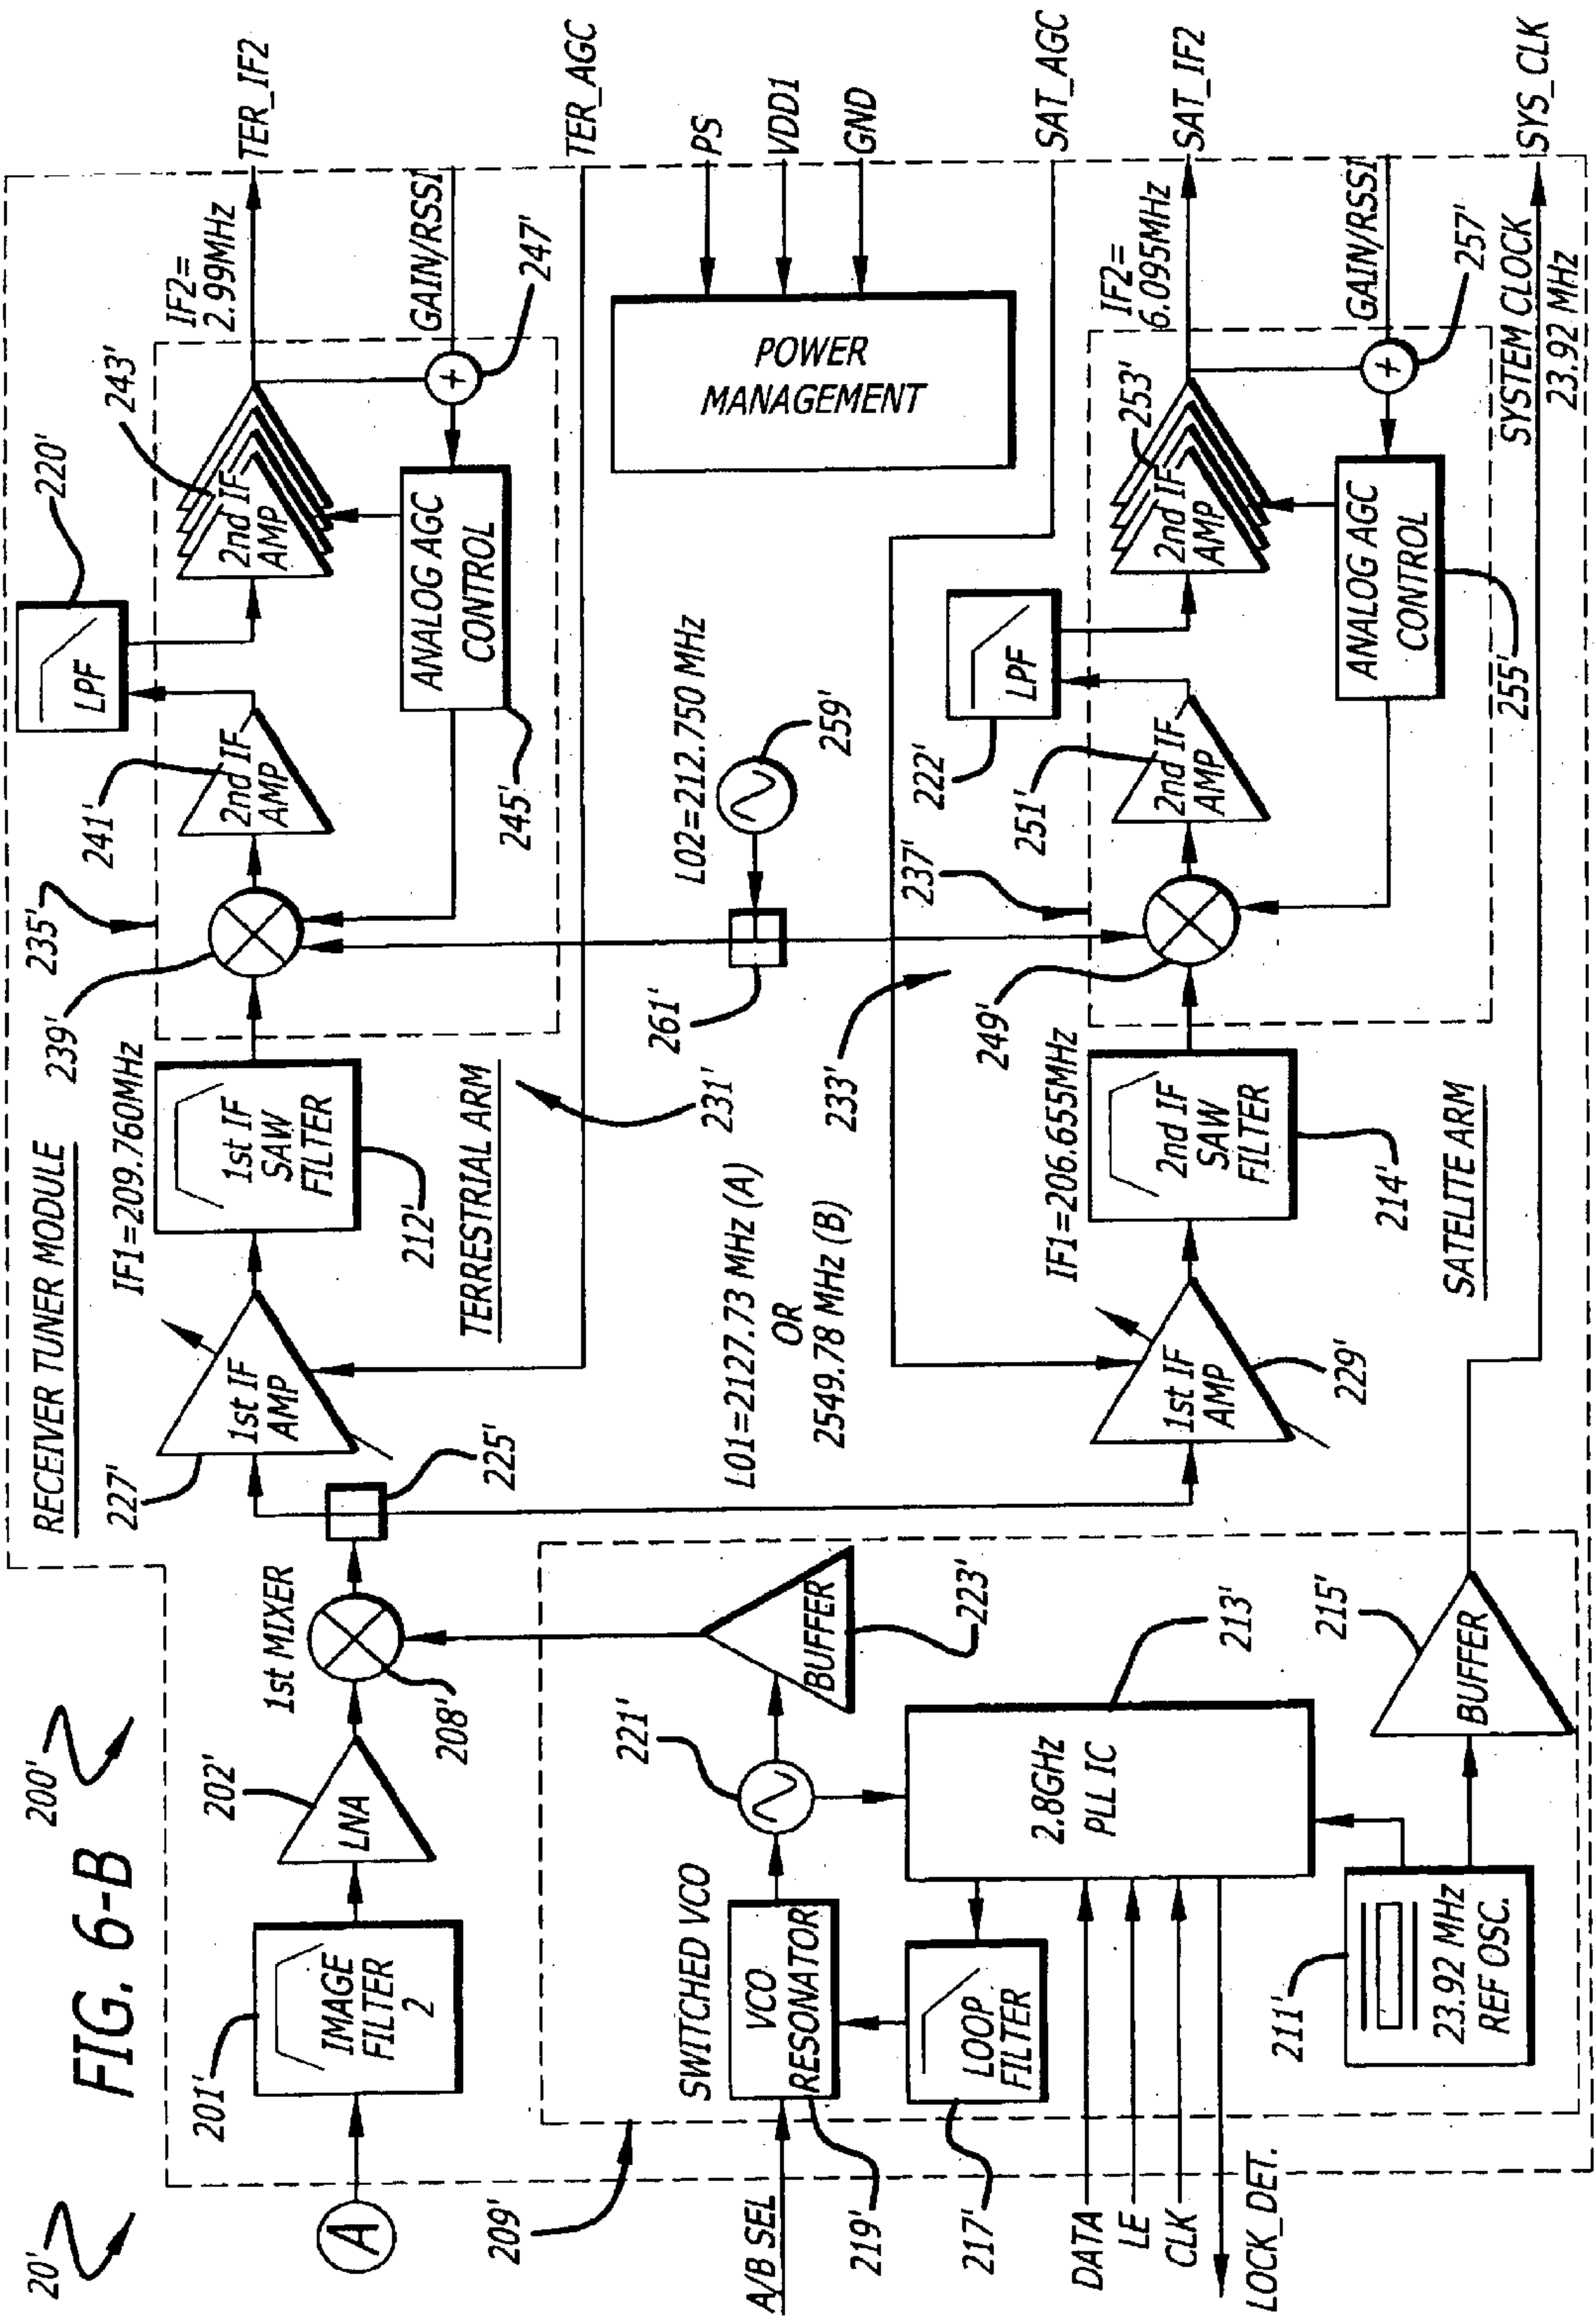 20'
FIG. 6-B
200'
RECEIVER TUNER MODULE
A
201'
IMAGE
FILTER
2
202'
LNA
1st MIXER
208'
225'
227'
1st IF
AMP
IF1=209.760MHz
1st IF
SAW
FILTER
212'
TERRESTRIAL ARM
231'
239'
235'
241'
2nd IF
AMP
220'
LPF
243'
2nd IF
AMP
IF2=
2.99MHz
TER_IF2
GAIN/RSSI
247'
+
ANALOG AGC
CONTROL
245'
TER_AGC
POWER
MANAGEMENT
PS
VDD1
GND
SAT_AGC
LO1=2127.73 MHz (A)
OR
2549.78 MHz (B)
261'
LO2=212.750 MHz
259'
233'
209'
A/B SEL
SWITCHED VCO
VCO
RESONATOR
219'
221'
BUFFER
223'
LOOP
FILTER
217'
2.8GHz
PLL IC
213'
DATA
LE
CLK
LOCK_DET.
211'
23.92 MHz
REF OSC.
215'
BUFFER
1st IF
AMP
229'
IF1=206.655MHz
2nd IF
SAW
FILTER
214'
SATELITE ARM
249'
237'
251'
2nd IF
AMP
222'
LPF
253'
2nd IF
AMP
IF2=
6.095MHz
SAT_IF2
GAIN/RSSI
257'
+
ANALOG AGC
CONTROL
255'
SYSTEM CLOCK
23.92 MHz
SYS_CLK